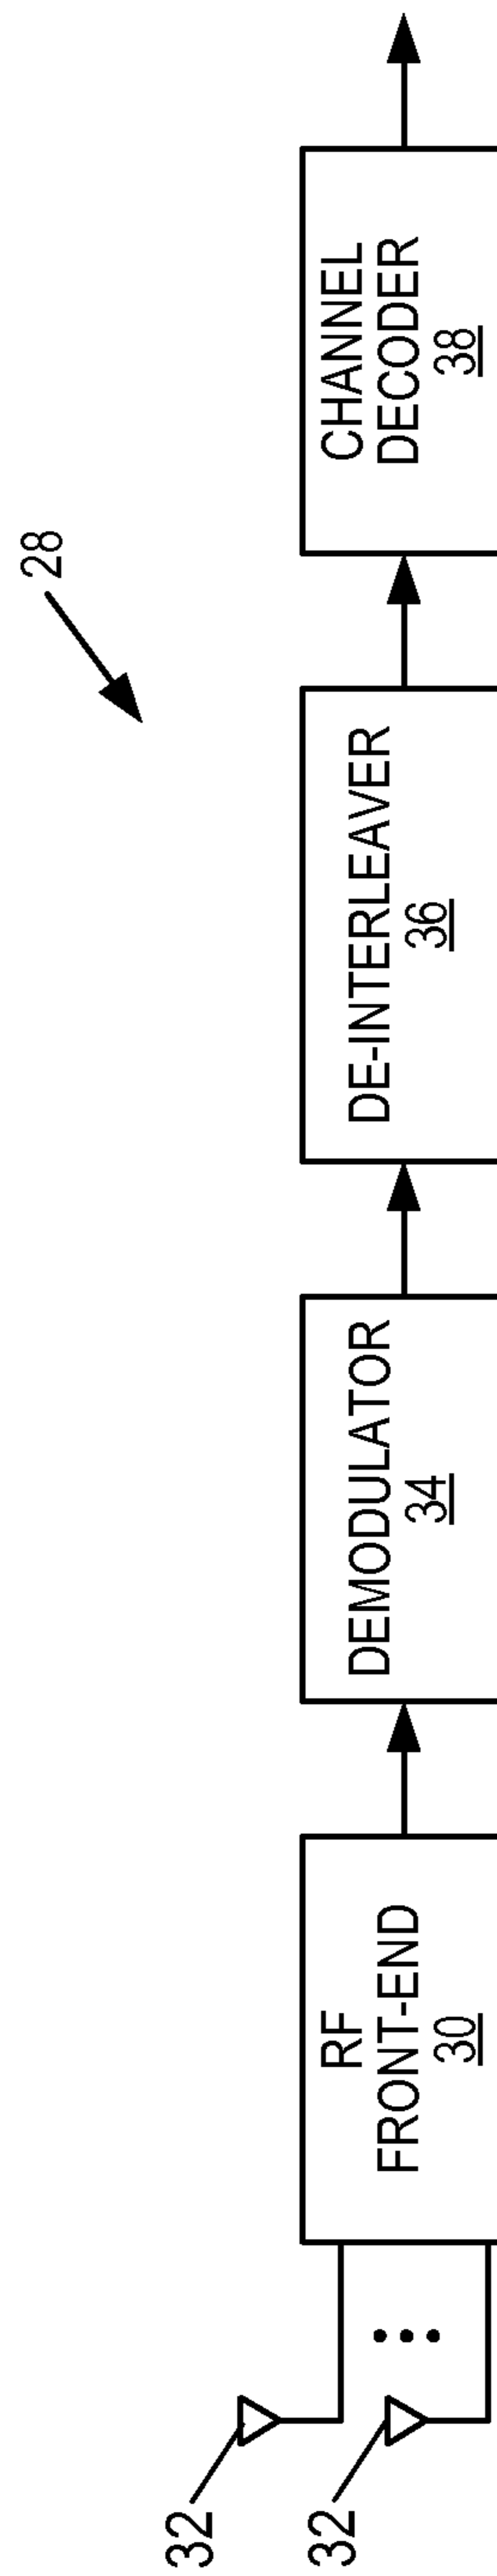 28
32
32
RF
FRONT-END
30
DEMODULATOR
34
DE-INTERLEAVER
36
CHANNEL
DECODER
38